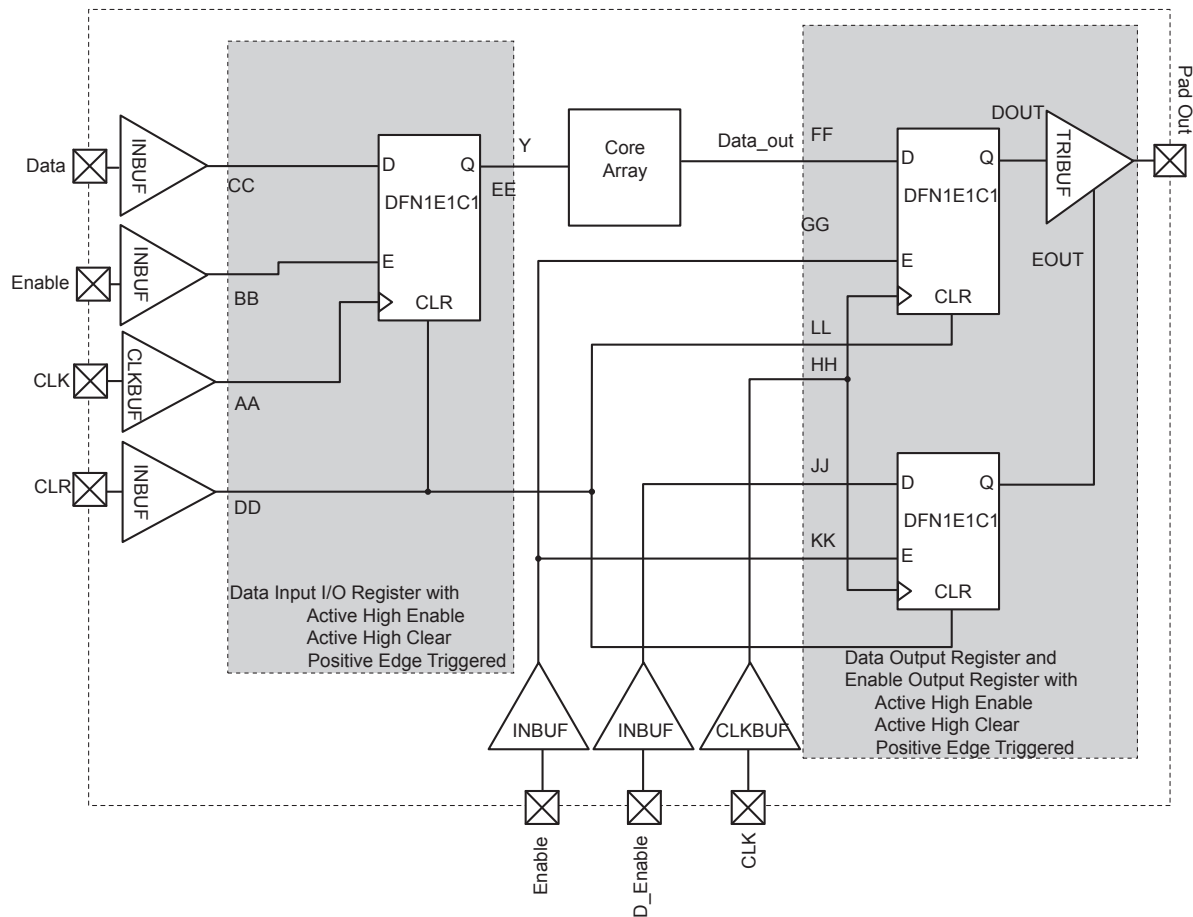 Pad Out
DOUT
TRIBUF
INBUF
Data
D
Q
DFN1E1C1
E
CLR
CC
Y
EE
Core
Array
Data_out
FF
D
Q
DFN1E1C1
E
CLR
GG
EOUT
INBUF
Enable
BB
CLKBUF
CLK
AA
LL
HH
INBUF
CLR
DD
JJ
D
Q
DFN1E1C1
KK
E
CLR
Data Input I/O Register with
Active High Enable
Active High Clear
Positive Edge Triggered
Data Output Register and
Enable Output Register with
Active High Enable
Active High Clear
Positive Edge Triggered
INBUF
INBUF
CLKBUF
Enable
D_Enable
CLK